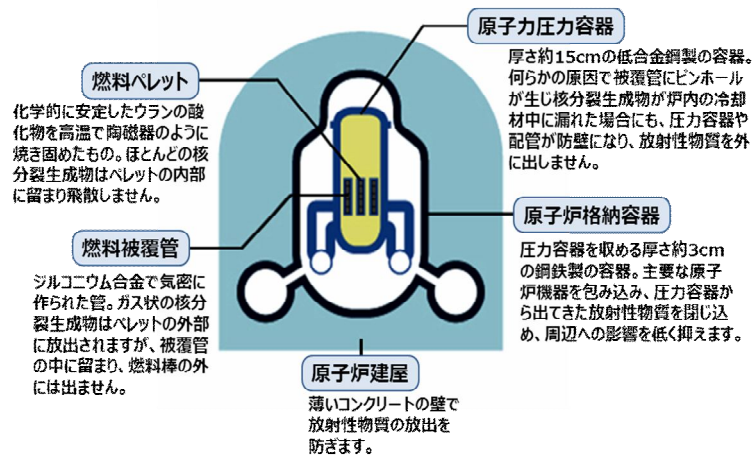 原子力圧力容器
厚さ約15cmの低合金鋼製の容器。
何らかの原因で被覆管にピンホール
が生じ核分裂生成物が炉内の冷却
材中に漏れた場合にも、圧力容器や
配管が防壁になり、放射性物質を外
に出しません。
燃料ペレット
化学的に安定したウランの酸
化物を高温で陶磁器のように
焼き固めたもの。ほとんどの核
分裂生成物はペレットの内部
に留まり飛散しません。
原子炉格納容器
圧力容器を収める厚さ約3cm
の鋼鉄製の容器。主要な原子
炉機器を包み込み、圧力容器か
ら出てきた放射性物質を閉じ込
め、周辺への影響を低く抑えます。
燃料被覆管
ジルコニウム合金で気密に
作られた管。ガス状の核分
裂生成物はペレットの外部
に放出されますが、被覆管
の中に留まり、燃料棒の外
には出ません。
原子炉建屋
薄いコンクリートの壁で
放射性物質の放出を
防ぎます。